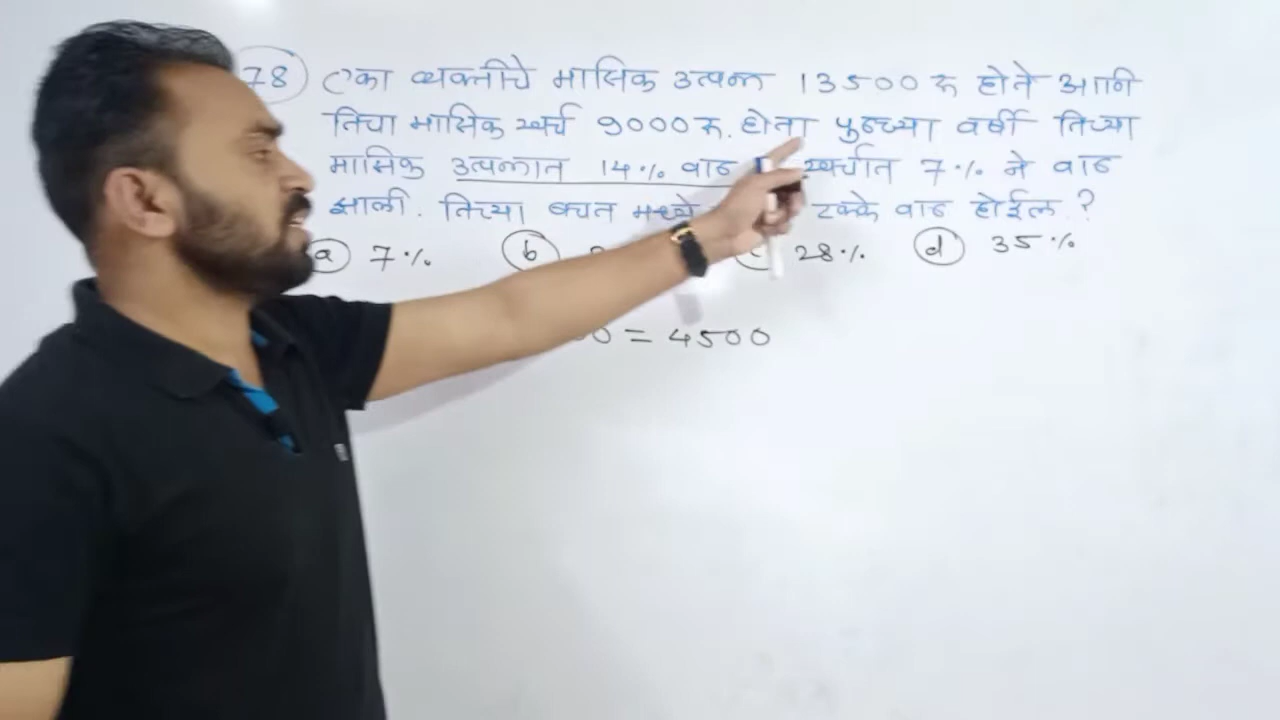 78 एका व्यक्तीचे मासिक उत्पन्न 13500 रु होते आणि
तिचा मासिक खर्च 9000 रु. होता पुढच्या वर्षी तिच्या
मासिक उत्पन्नात 14% वाढ खर्चात 7% ने वाढ
झाली. तिच्या बचत मध्ये टक्के वाढ होईल ?
a 7% b 28% d 35%
= 4500